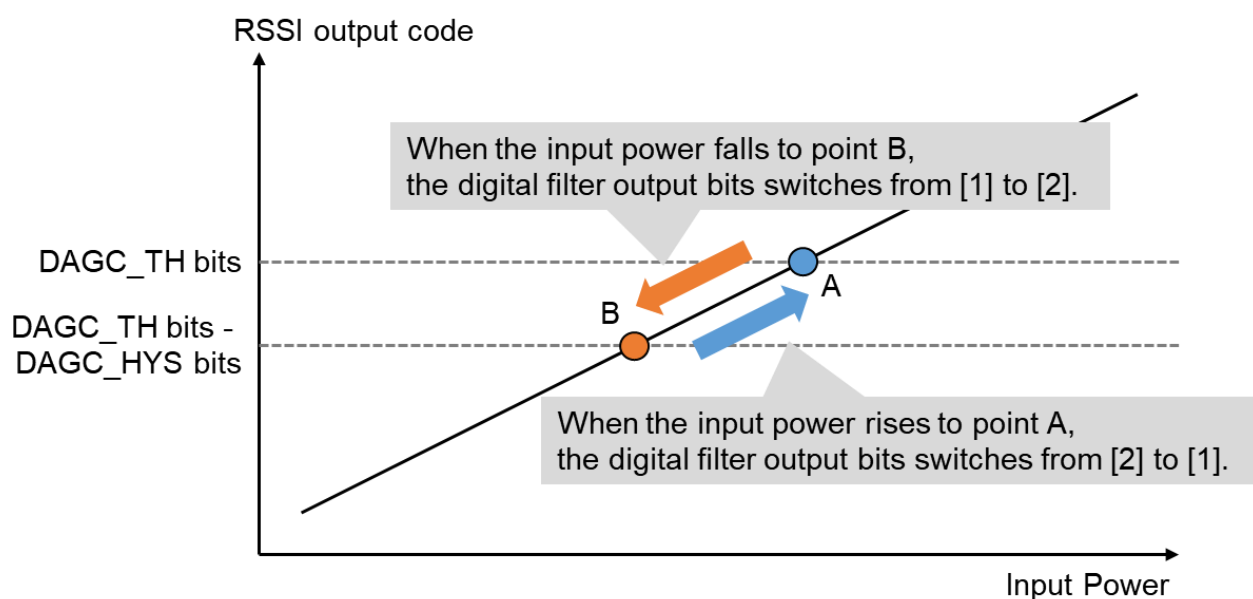 RSSI output code
When the input power falls to point B,
the digital filter output bits switches from [1] to [2].
DAGC_TH bits
A
B
DAGC_TH bits -
DAGC_HYS bits
When the input power rises to point A,
the digital filter output bits switches from [2] to [1].
Input Power